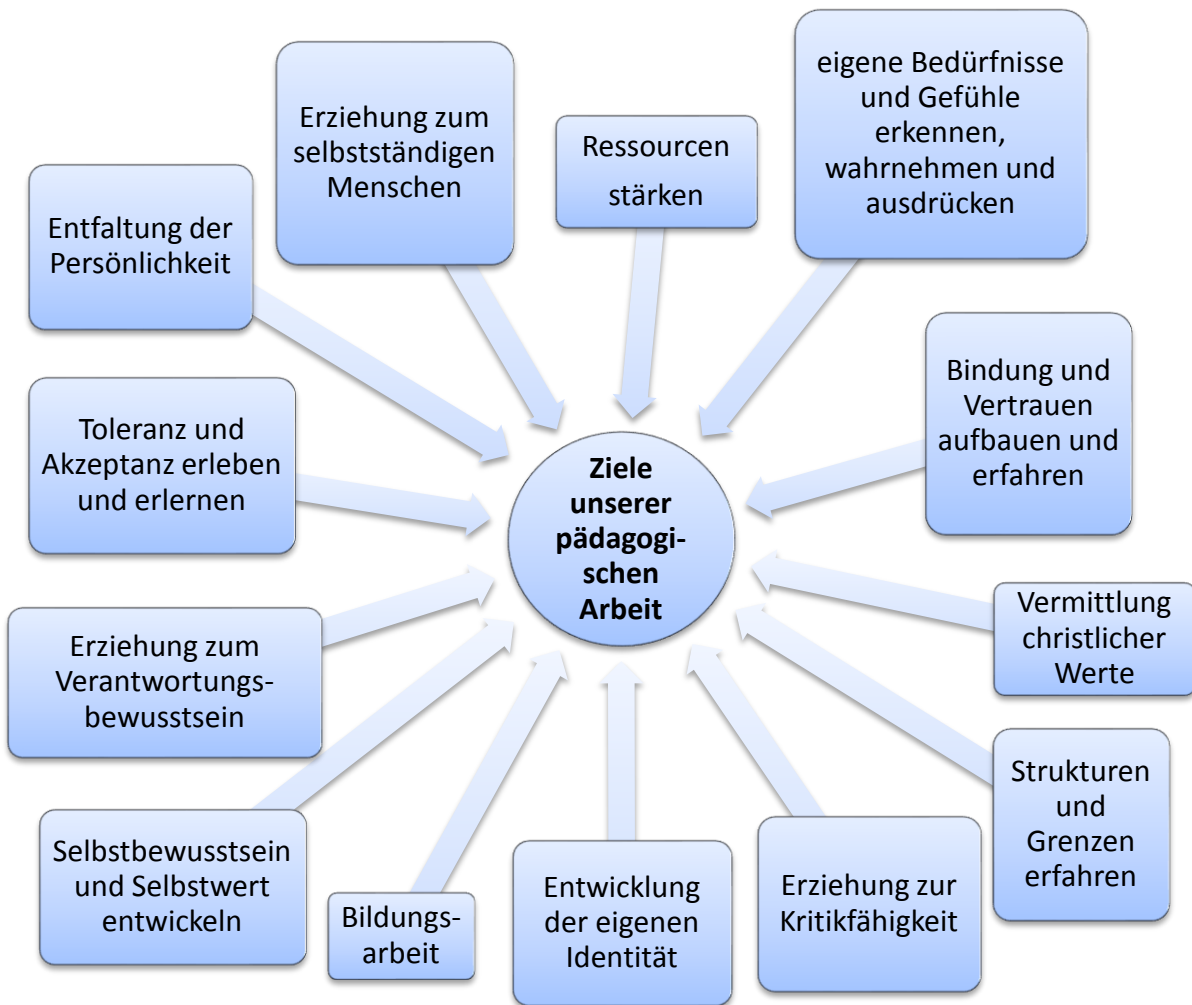 Erziehung zum
selbstständigen
Menschen
Ressourcen
stärken
eigene Bedürfnisse
und Gefühle
erkennen,
wahrnehmen und
ausdrücken
Entfaltung der
Persönlichkeit
Bindung und
Vertrauen
aufbauen und
erfahren
Toleranz und
Akzeptanz erleben
und erlernen
Ziele
unserer
pädagogi-
schen
Arbeit
Vermittlung
christlicher
Werte
Erziehung zum
Verantwortungs-
bewusstsein
Strukturen
und
Grenzen
erfahren
Selbstbewusstsein
und Selbstwert
entwickeln
Bildungs-
arbeit
Entwicklung
der eigenen
Identität
Erziehung zur
Kritikfähigkeit